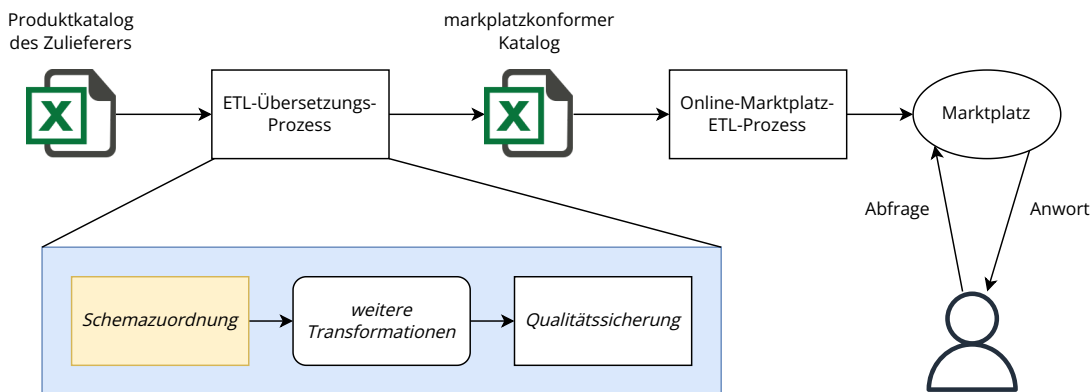 Produktkatalog
des Zulieferers
markplatzkonformer
Katalog
X
ETL-Übersetzungs-
Prozess
X
Online-Marktplatz-
ETL-Prozess
Marktplatz
Abfrage
Anwort
Schemazuordnung
weitere
Transformationen
Qualitätssicherung